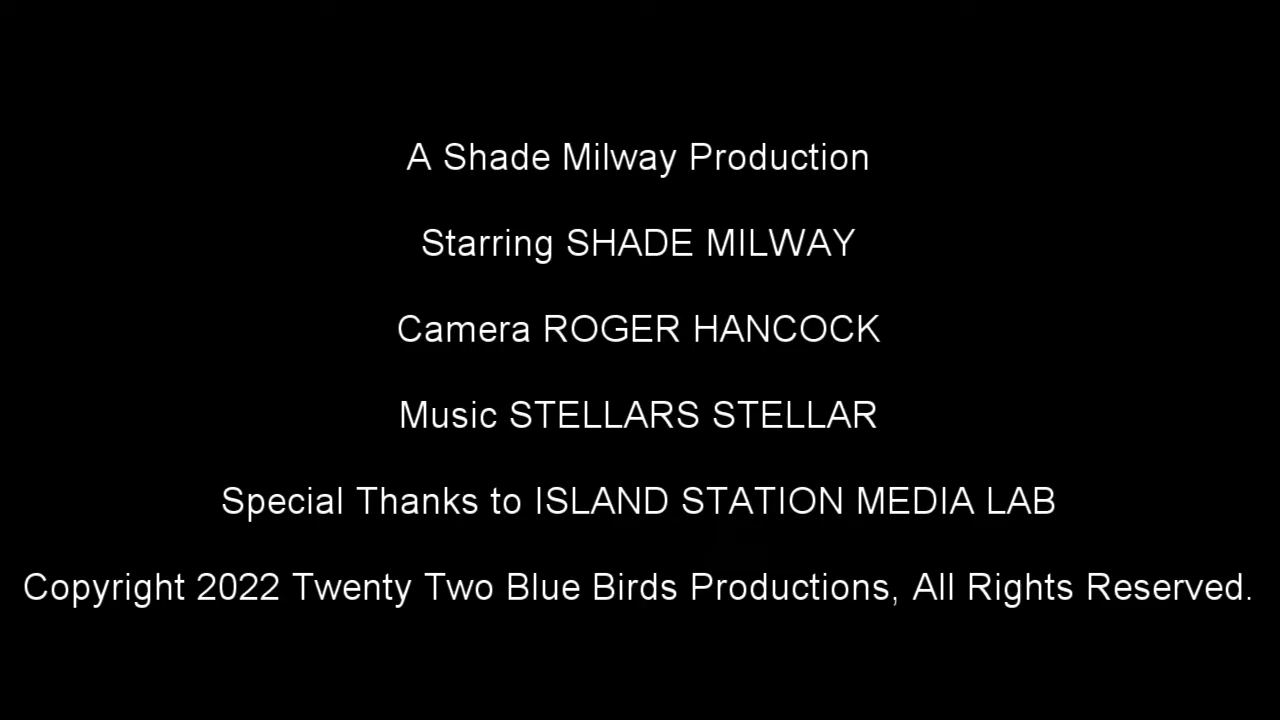 A Shade Milway Production
Starring SHADE MILWAY
Camera ROGER HANCOCK
Music STELLARS STELLAR
Special Thanks to ISLAND STATION MEDIA LAB
Copyright 2022 Twenty Two Blue Birds Productions, All Rights Reserved.